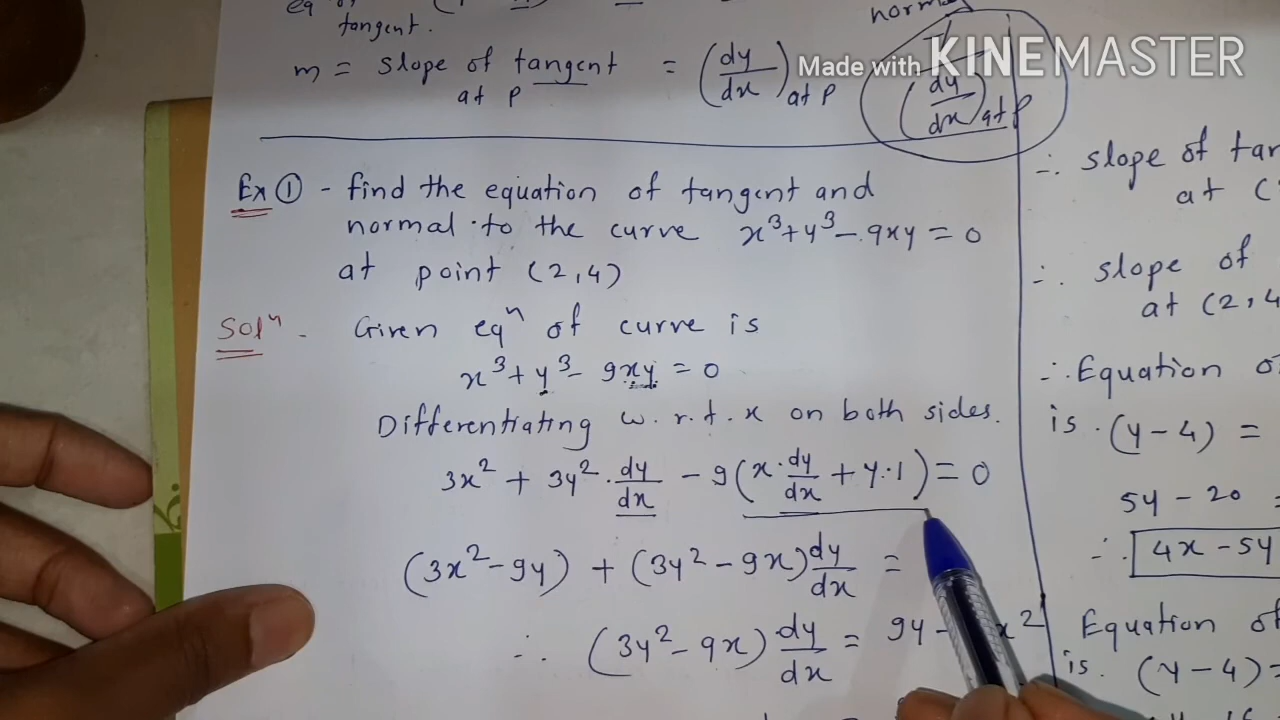 tangent.
m = slope of tangent = (dy/dx) at P
at P
normal
(dy/dx) at P
Made with KINEMASTER
Ex ① - find the equation of tangent and
normal to the curve x³+y³-9xy=0
at point (2,4)
Solⁿ - Given eqⁿ of curve is
x³+y³-9xy=0
Differentiating w.r.t. x on both sides.
3x² + 3y²·dy/dx - 9(x·dy/dx + y·1) = 0
(3x²-9y) + (3y²-9x)dy/dx =
∴ (3y²-9x) dy/dx = 9y - x²
∴ slope of tan
at (
∴ slope of
at (2,4
∴ Equation o
is. (y-4) =
5y - 20 =
∴ 4x-5y
Equation of
is. (y-4) =